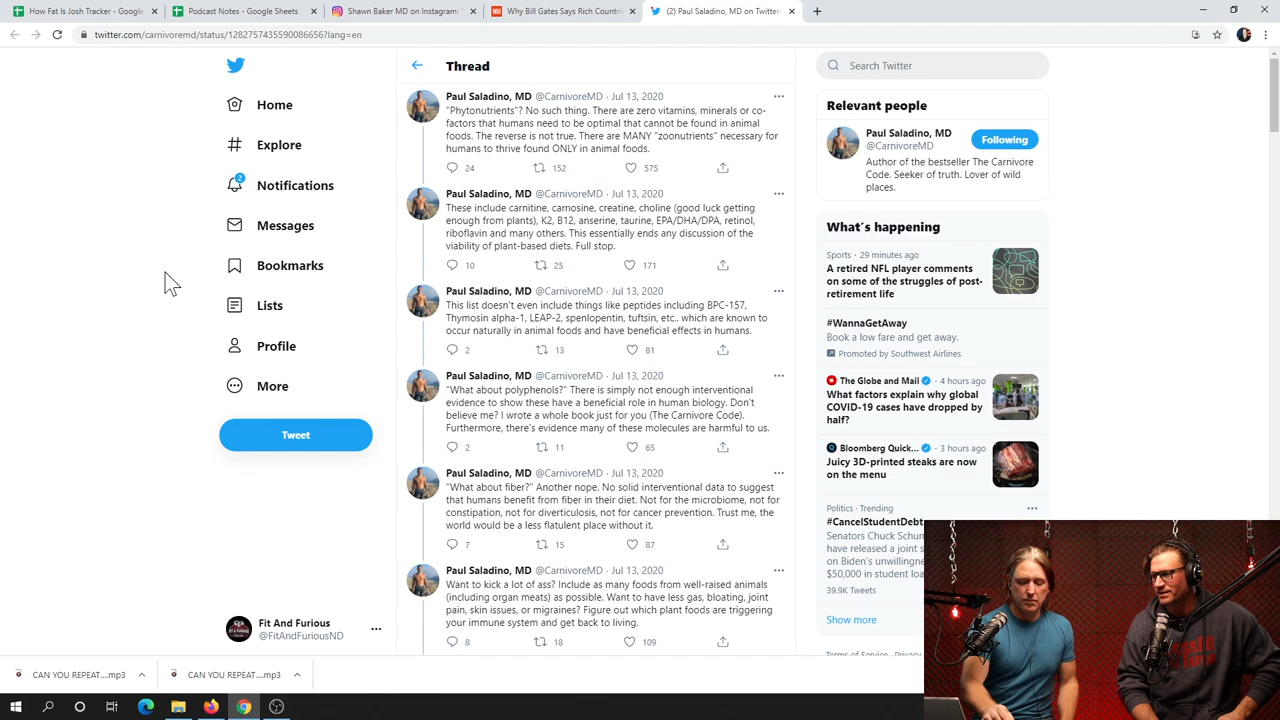 How Fat Is Josh Tracker - Google
Podcast Notes - Google Sheets
Shawn Baker MD on Instagram:
Why Bill Gates Says Rich Countri
(2) Paul Saladino, MD on Twitter:
twitter.com/carnivoremd/status/1282757435590086656?lang=en
Home
Explore
2
Notifications
Messages
Bookmarks
Lists
Profile
More
Tweet
Fit And Furious
@FitAndFuriousND
Thread
Paul Saladino, MD @CarnivoreMD · Jul 13, 2020
"Phytonutrients"? No such thing. There are zero vitamins, minerals or co-
factors that humans need to be optimal that cannot be found in animal
foods. The reverse is not true. There are MANY "zoonutrients" necessary for
humans to thrive found ONLY in animal foods.
24 152 575
Paul Saladino, MD @CarnivoreMD · Jul 13, 2020
These include carnitine, carnosine, creatine, choline (good luck getting
enough from plants), K2, B12, anserine, taurine, EPA/DHA/DPA, retinol,
riboflavin and many others. This essentially ends any discussion of the
viability of plant-based diets. Full stop.
10 25 171
Paul Saladino, MD @CarnivoreMD · Jul 13, 2020
This list doesn't even include things like peptides including BPC-157,
Thymosin alpha-1, LEAP-2, spenlopentin, tuftsin, etc.. which are known to
occur naturally in animal foods and have beneficial effects in humans.
2 13 81
Paul Saladino, MD @CarnivoreMD · Jul 13, 2020
"What about polyphenols?" There is simply not enough interventional
evidence to show these have a beneficial role in human biology. Don't
believe me? I wrote a whole book just for you (The Carnivore Code).
Furthermore, there's evidence many of these molecules are harmful to us.
2 11 65
Paul Saladino, MD @CarnivoreMD · Jul 13, 2020
"What about fiber?" Another nope. No solid interventional data to suggest
that humans benefit from fiber in their diet. Not for the microbiome, not for
constipation, not for diverticulosis, not for cancer prevention. Trust me, the
world would be a less flatulent place without it.
7 15 87
Paul Saladino, MD @CarnivoreMD · Jul 13, 2020
Want to kick a lot of ass? Include as many foods from well-raised animals
(including organ meats) as possible. Want to have less gas, bloating, joint
pain, skin issues, or migraines? Figure out which plant foods are triggering
your immune system and get back to living.
8 18 109
Search Twitter
Relevant people
Paul Saladino, MD
@CarnivoreMD
Following
Author of the bestseller The Carnivore
Code. Seeker of truth. Lover of wild
places.
What's happening
Sports · 29 minutes ago
A retired NFL player comments
on some of the struggles of post-
retirement life
#WannaGetAway
Book a low fare and get away.
Promoted by Southwest Airlines
The Globe and Mail · 4 hours ago
What factors explain why global
COVID-19 cases have dropped by
half?
Bloomberg Quick... · 3 hours ago
Juicy 3D-printed steaks are now
on the menu
Politics · Trending
#CancelStudentDebt
Senators Chuck Schum
have released a joint s
on Biden's unwillingne
$50,000 in student loa
39.9K Tweets
Show more
Terms of Service Privacy
CAN YOU REPEAT....mp3
CAN YOU REPEAT....mp3